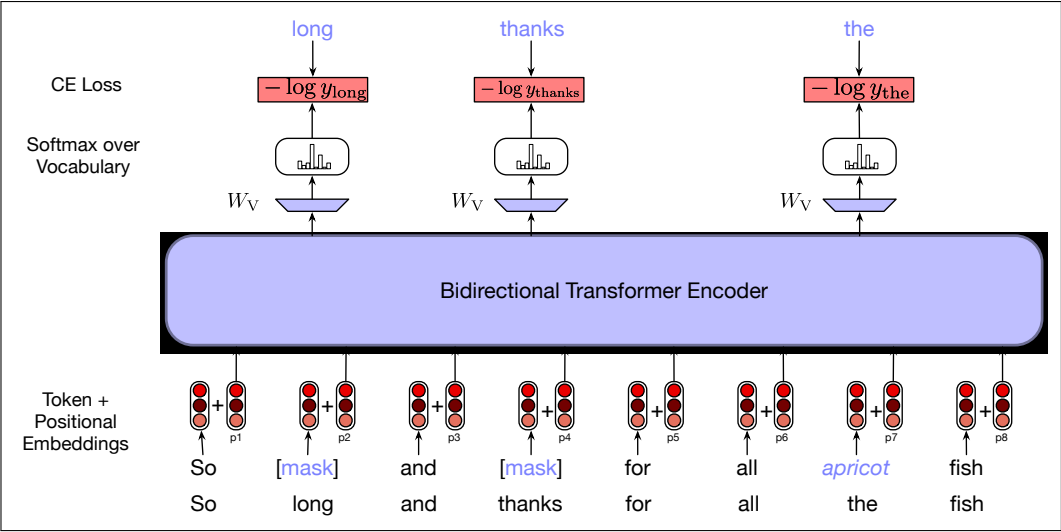 long thanks the
CE Loss
− log y_long − log y_thanks − log y_the
Softmax over
Vocabulary
W_V W_V W_V
Bidirectional Transformer Encoder
Token +
Positional
Embeddings
+ + + + + + + +
p1 p2 p3 p4 p5 p6 p7 p8
So [mask] and [mask] for all apricot fish
So long and thanks for all the fish